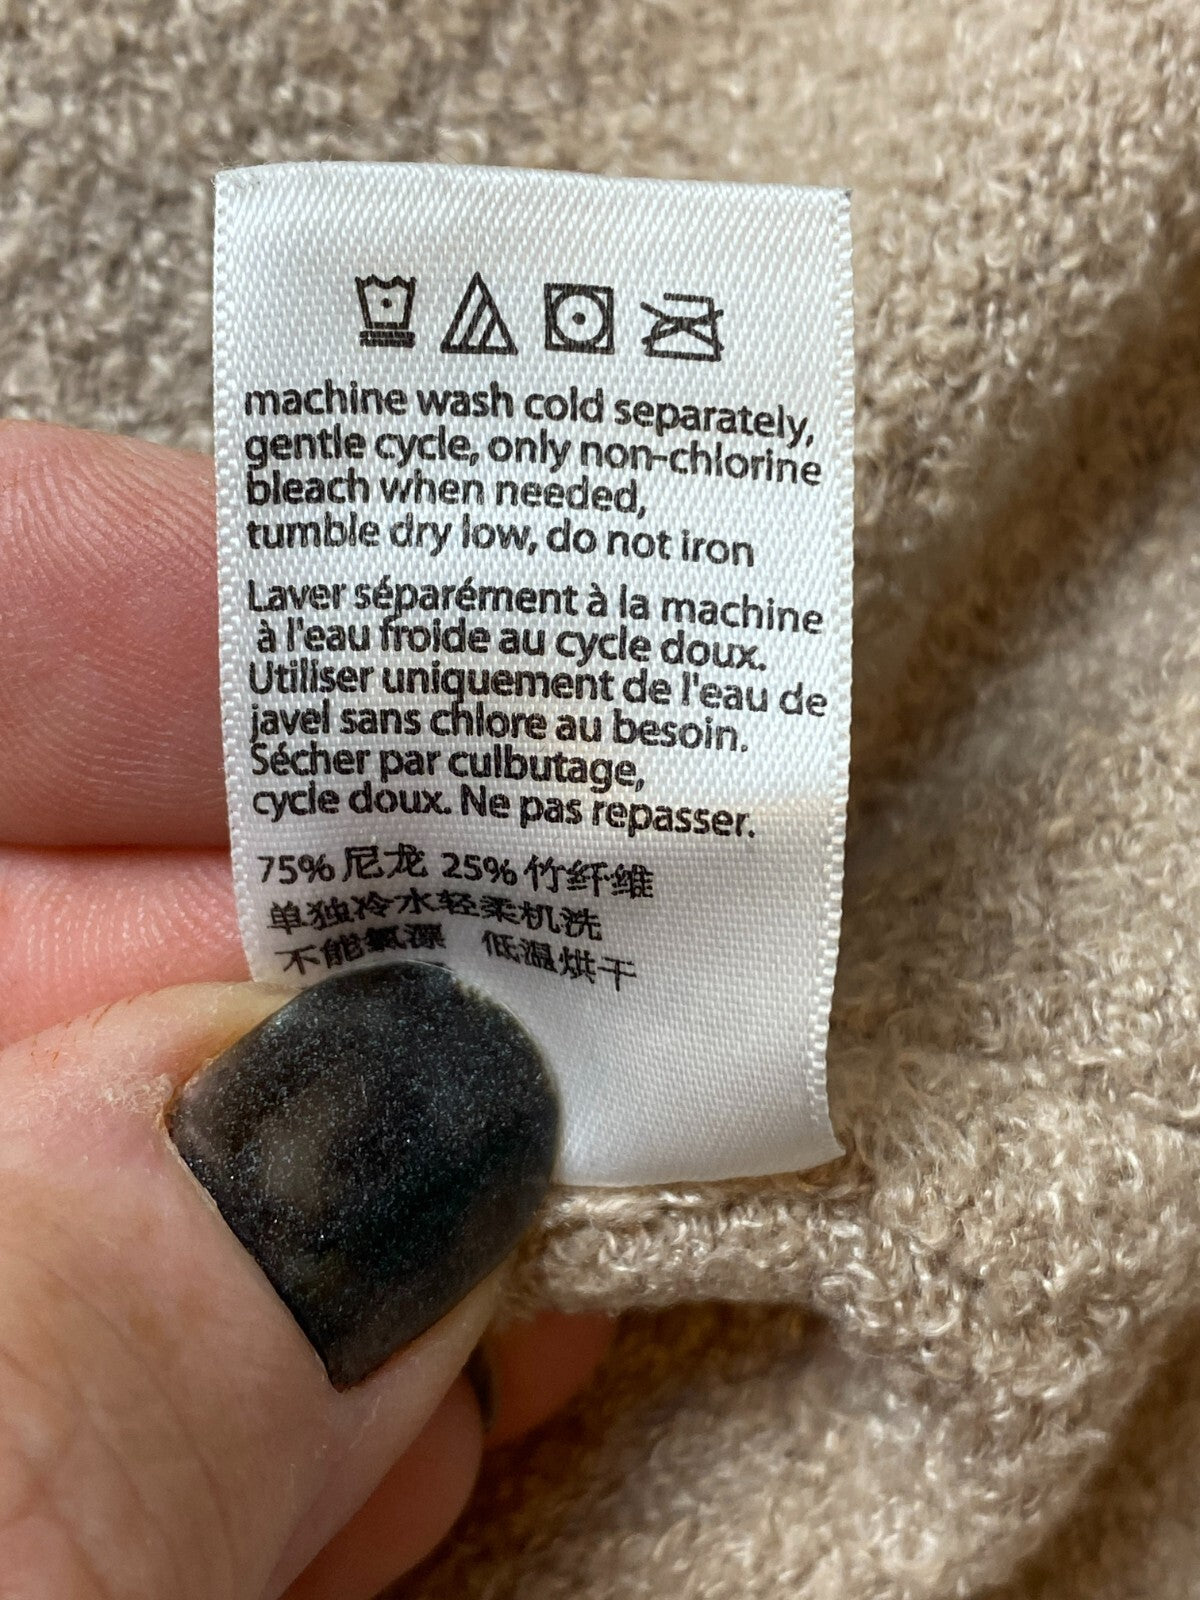 machine wash cold separately,
gentle cycle, only non-chlorine
bleach when needed,
tumble dry low, do not iron
Laver séparément à la machine
à l'eau froide au cycle doux.
Utiliser uniquement de l'eau de
javel sans chlore au besoin.
Sécher par culbutage,
cycle doux. Ne pas repasser.
75% 尼龙 25% 竹纤维
单独冷水轻柔机洗
不能氯漂 低温烘干